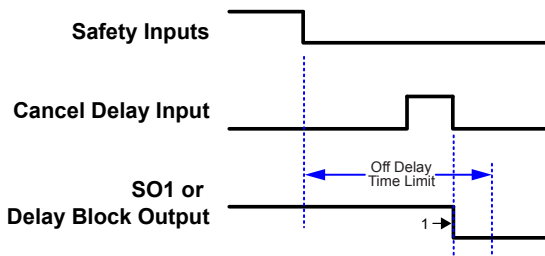 Safety Inputs
Cancel Delay Input
Off Delay
Time Limit
SO1 or
Delay Block Output
1